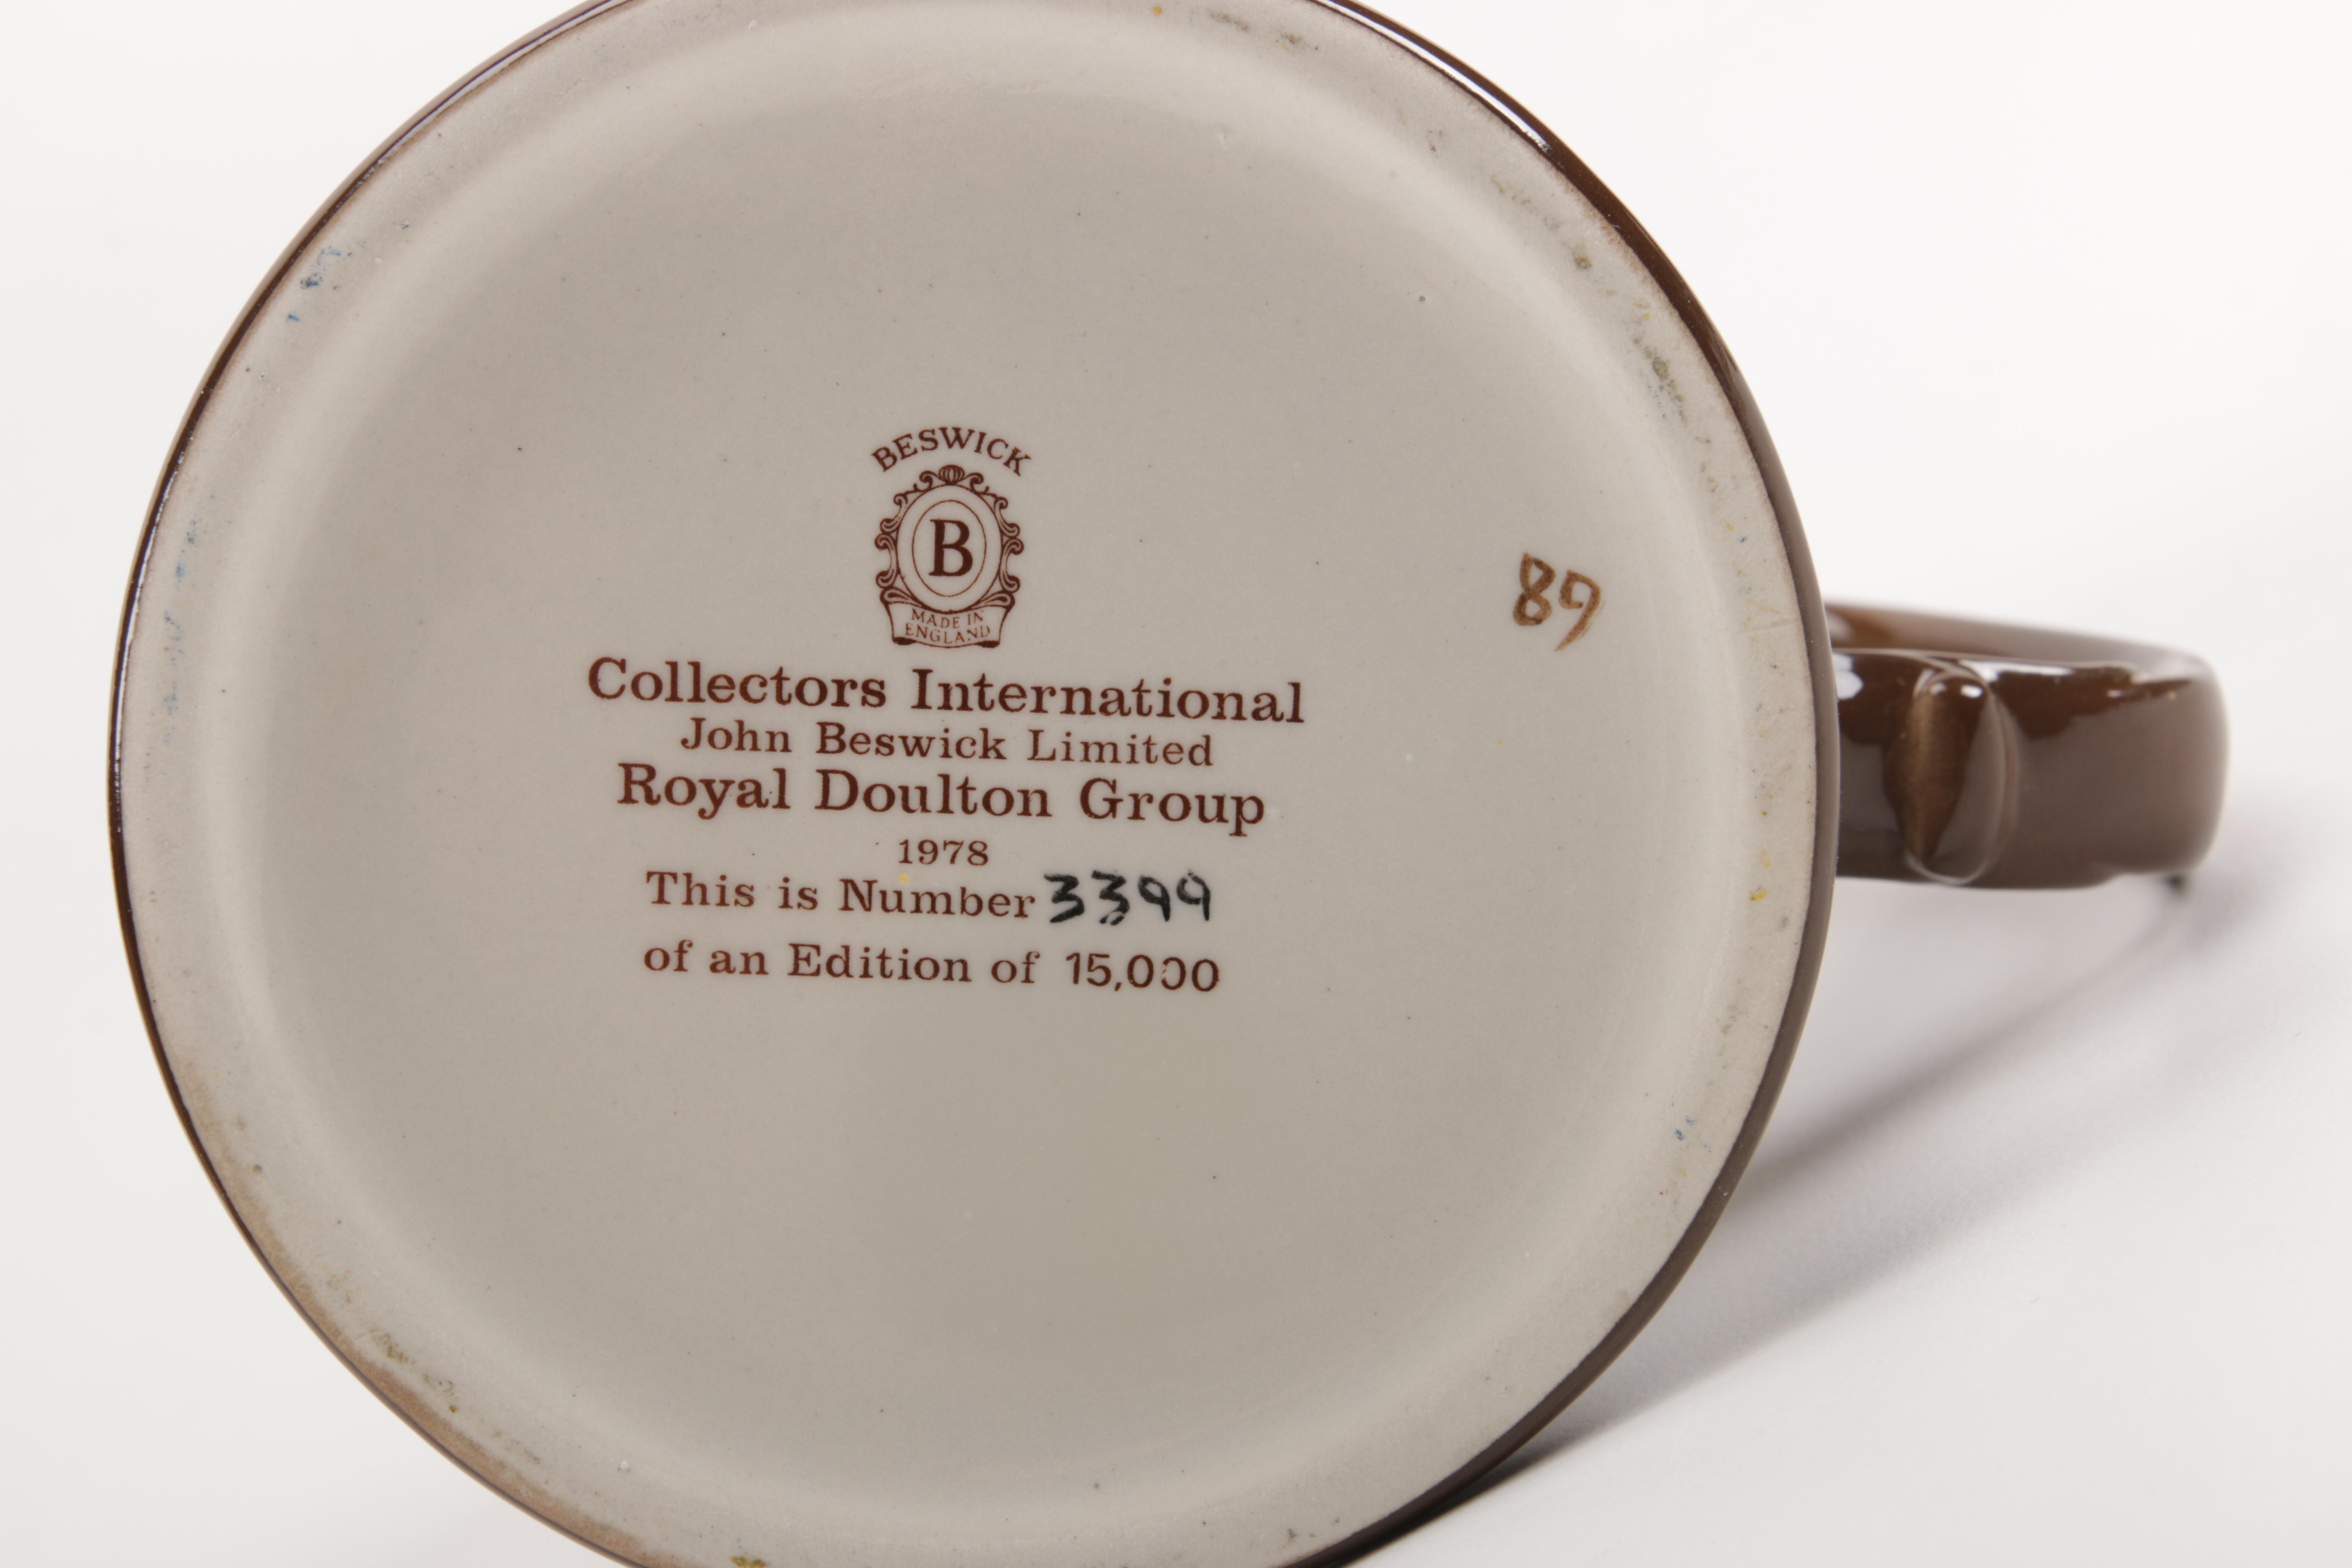 BESWICK
B
MADE IN
ENGLAND
89
Collectors International
John Beswick Limited
Royal Doulton Group
1978
This is Number 3399
of an Edition of 15,000